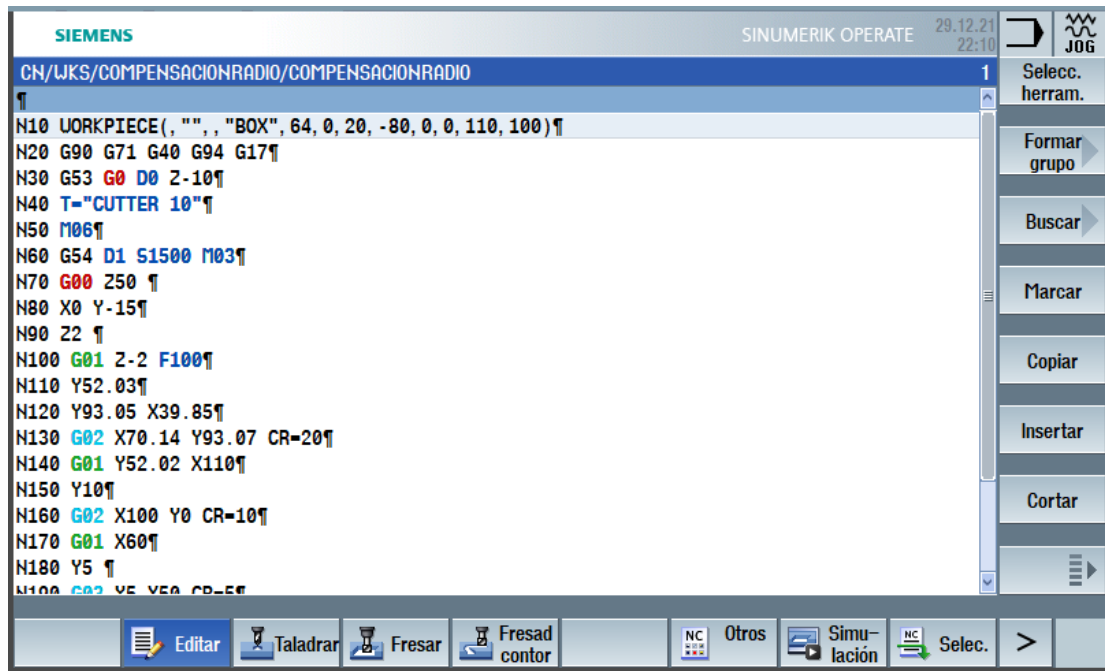 SIEMENS
SINUMERIK OPERATE
29.12.21
22:10
JOG
CN/WKS/COMPENSACIONRADIO/COMPENSACIONRADIO 1
¶
N10 WORKPIECE(,"",,"BOX",64,0,20,-80,0,0,110,100)¶
N20 G90 G71 G40 G94 G17¶
N30 G53 G0 D0 Z-10¶
N40 T="CUTTER 10"¶
N50 M06¶
N60 G54 D1 S1500 M03¶
N70 G00 Z50 ¶
N80 X0 Y-15¶
N90 Z2 ¶
N100 G01 Z-2 F100¶
N110 Y52.03¶
N120 Y93.05 X39.85¶
N130 G02 X70.14 Y93.07 CR=20¶
N140 G01 Y52.02 X110¶
N150 Y10¶
N160 G02 X100 Y0 CR=10¶
N170 G01 X60¶
N180 Y5 ¶
Selecc.
herram.
Formar
grupo
Buscar
Marcar
Copiar
Insertar
Cortar
Editar
Taladrar
Fresar
Fresad
contor
NC
Otros
Simu-
lación
NC
Selec.
>